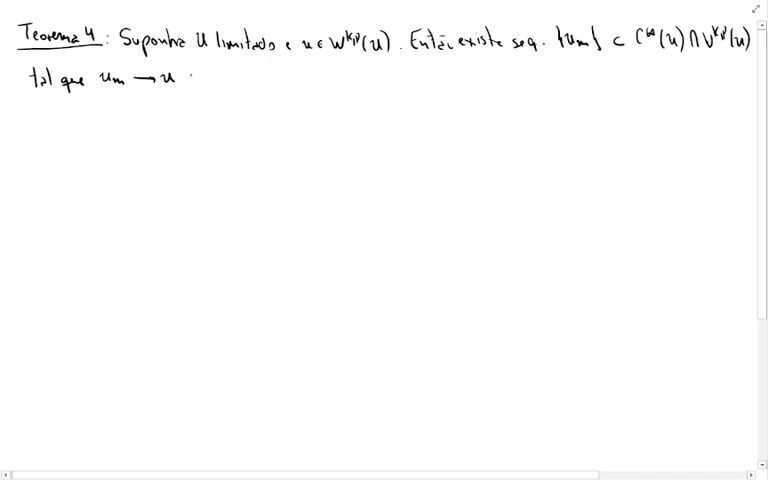 Teorema 4: Suponha U limitado e u ∈ W^{k,p}(U). Então existe seq. {u_m} ⊂ C^∞(U) ∩ W^{k,p}(U)
tal que u_m → u